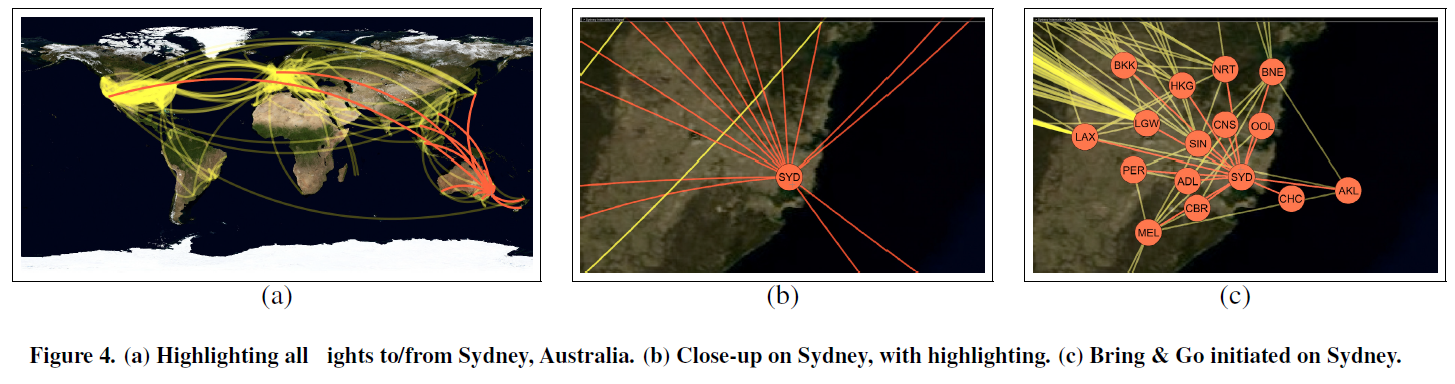 SYD
BKK
NRT
BNE
HKG
LGW
CNS
OOL
LAX
SIN
PER
ADL
SYD
AKL
CHC
CBR
MEL
(a)
(b)
(c)
Figure 4. (a) Highlighting all ights to/from Sydney, Australia. (b) Close-up on Sydney, with highlighting. (c) Bring & Go initiated on Sydney.